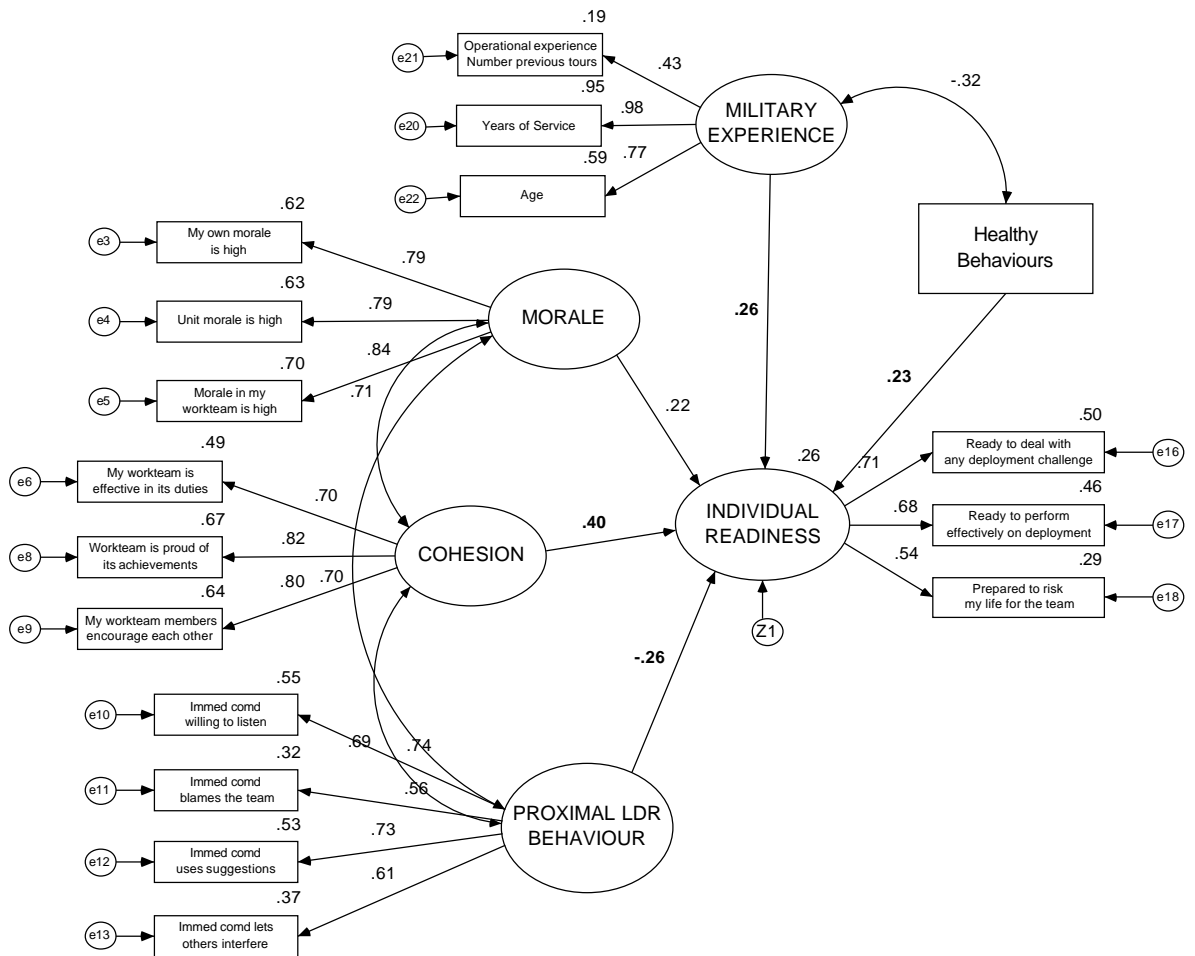 .19
e21
Operational experience
Number previous tours
.43
.95
e20
Years of Service
.98
.59
e22
Age
.77
MILITARY
EXPERIENCE
-.32
Healthy
Behaviours
.62
e3
My own morale
is high
.79
.63
e4
Unit morale is high
.79
.70
e5
Morale in my
workteam is high
.84
.71
MORALE
.26
.23
.22
.49
e6
My workteam is
effective in its duties
.70
.67
e8
Workteam is proud of
its achievements
.82
.64
e9
My workteam members
encourage each other
.80
.70
COHESION
.40
.26
INDIVIDUAL
READINESS
Z1
.71
.50
Ready to deal with
any deployment challenge
e16
.68
.46
Ready to perform
effectively on deployment
e17
.54
.29
Prepared to risk
my life for the team
e18
-.26
.55
e10
Immed comd
willing to listen
.69
.74
.32
e11
Immed comd
blames the team
.56
.53
e12
Immed comd
uses suggestions
.73
.37
e13
Immed comd lets
others interfere
.61
PROXIMAL LDR
BEHAVIOUR